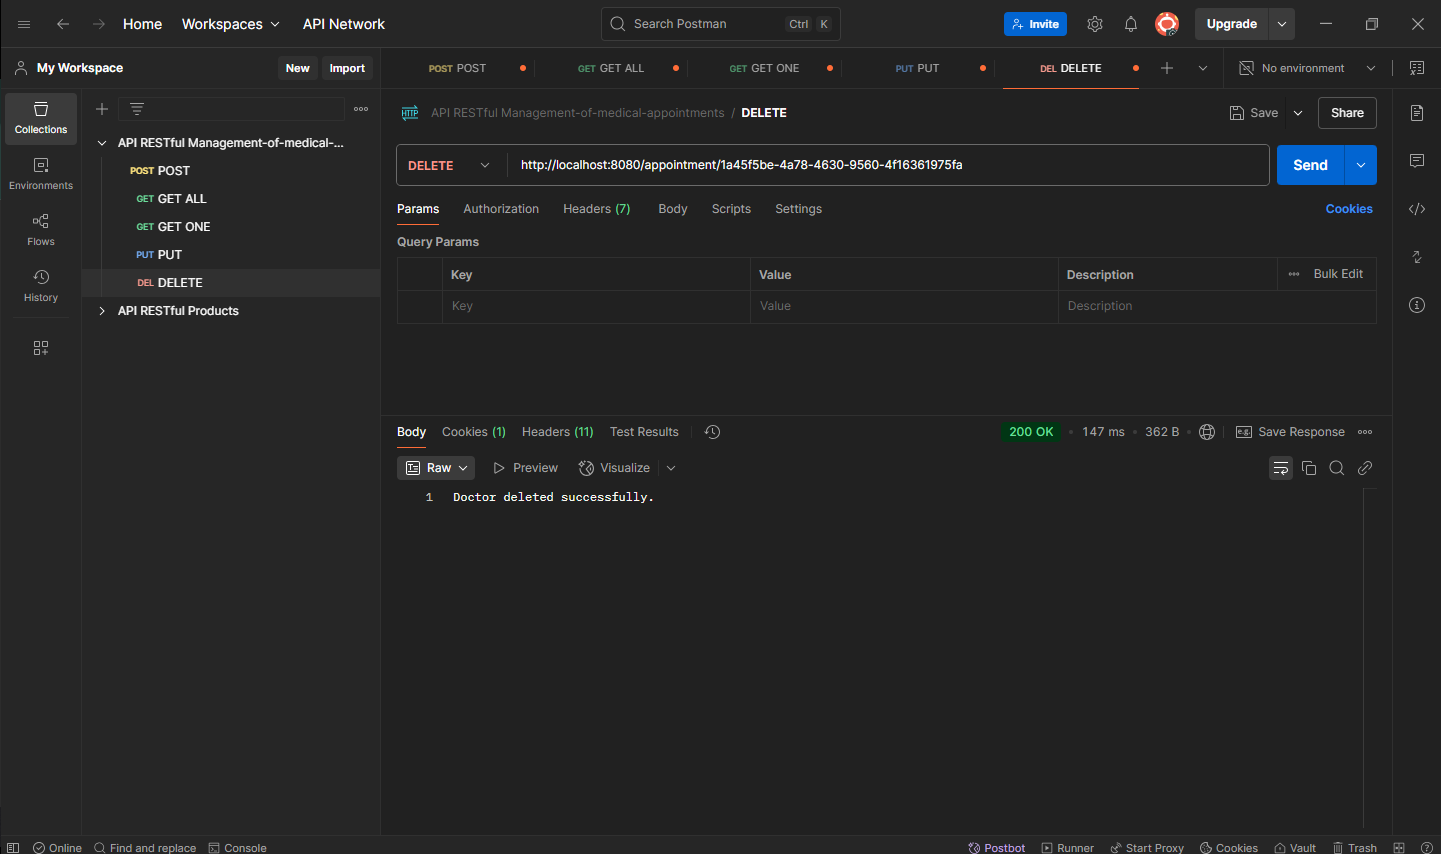 Home Workspaces API Network Search Postman Ctrl K Invite Upgrade
My Workspace New Import POST POST GET GET ALL GET GET ONE PUT PUT DEL DELETE No environment
Collections
Environments
Flows
History
API RESTful Management-of-medical-...
POST POST
GET GET ALL
GET GET ONE
PUT PUT
DEL DELETE
API RESTful Products
HTTP API RESTful Management-of-medical-appointments / DELETE Save Share
DELETE http://localhost:8080/appointment/1a45f5be-4a78-4630-9560-4f16361975fa Send
Params Authorization Headers (7) Body Scripts Settings Cookies
Query Params
Key Value Description Bulk Edit
Key Value Description
Body Cookies (1) Headers (11) Test Results 200 OK 147 ms 362 B e.g. Save Response
Raw Preview Visualize
1 Doctor deleted successfully.
Online Find and replace Console Postbot Runner Start Proxy Cookies Vault Trash